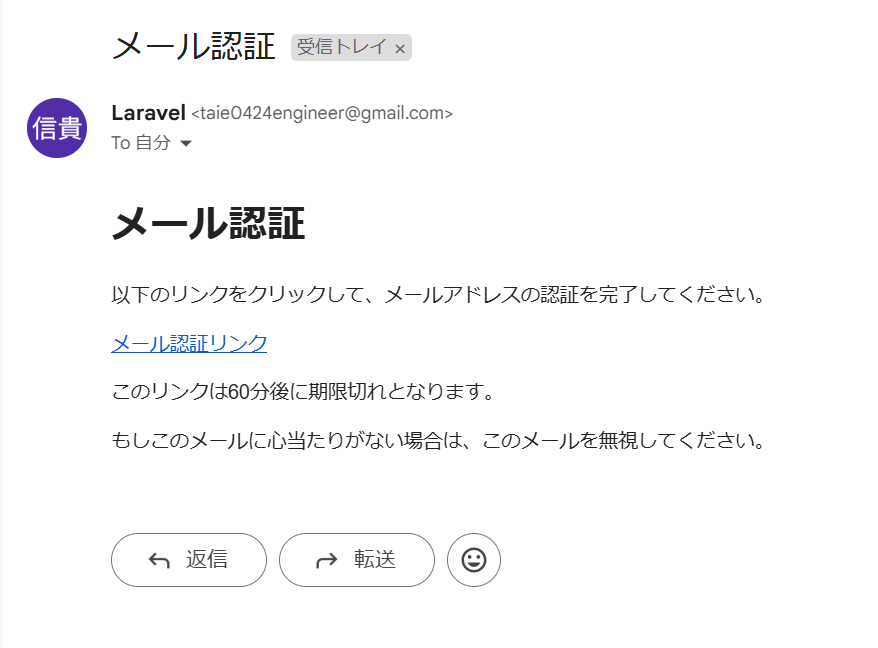 メール認証 受信トレイ ×
信貴
Laravel <taie0424engineer@gmail.com>
To 自分
メール認証
以下のリンクをクリックして、メールアドレスの認証を完了してください。
メール認証リンク
このリンクは60分後に期限切れとなります。
もしこのメールに心当たりがない場合は、このメールを無視してください。
返信 転送